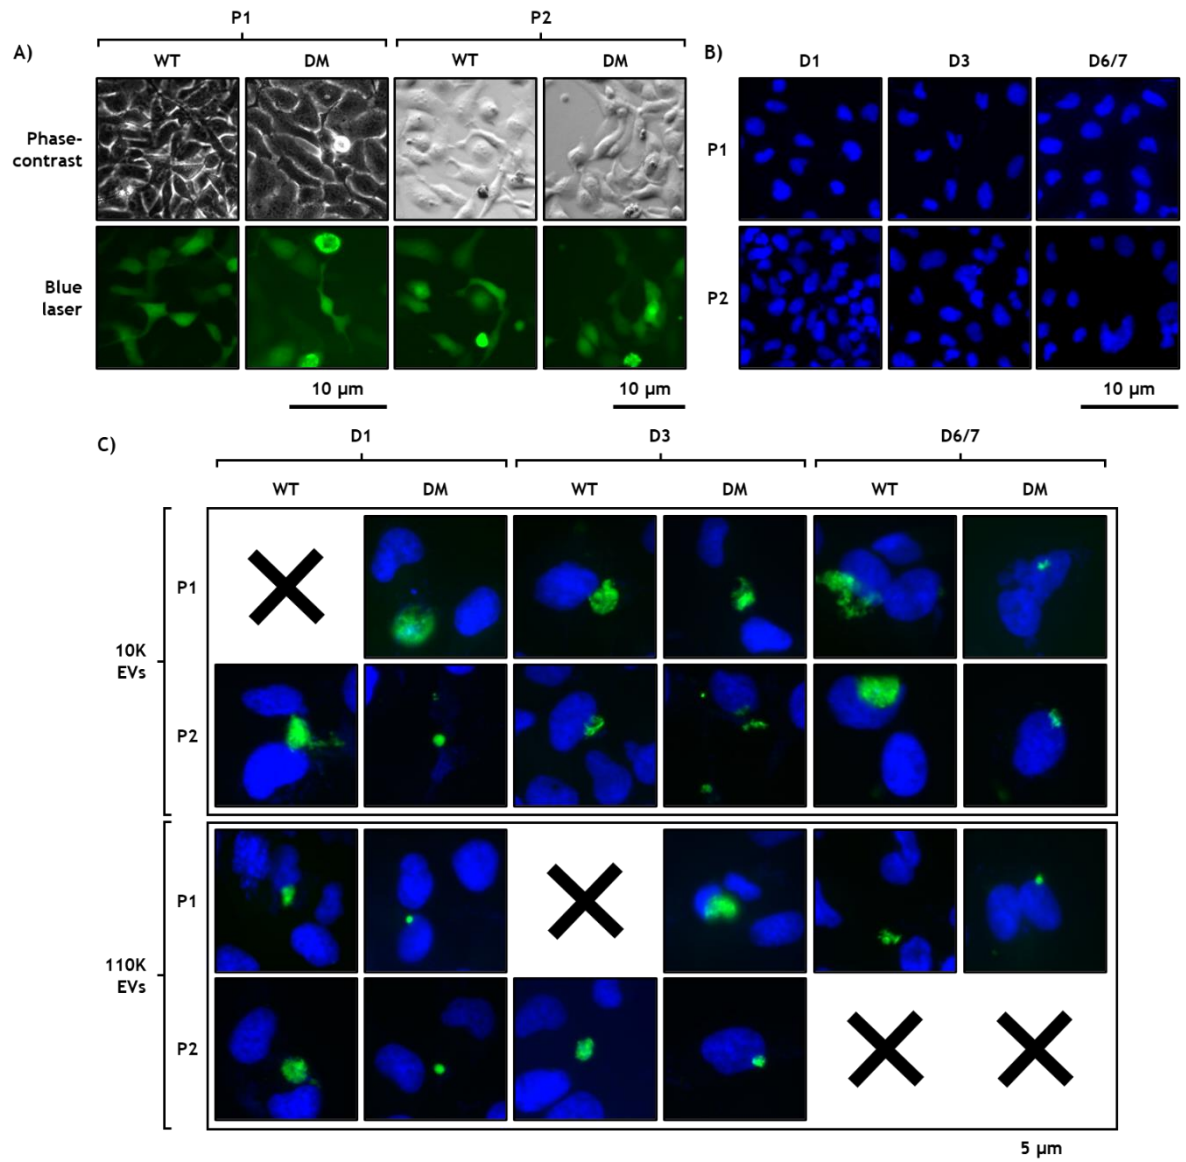 P1
P2
A)
WT
DM
WT
DM
B)
D1
D3
D6/7
Phase-
contrast
P1
Blue
laser
P2
10 µm
10 µm
10 µm
C)
D1
D3
D6/7
WT
DM
WT
DM
WT
DM
P1
10K
EVs
P2
P1
110K
EVs
P2
5 µm